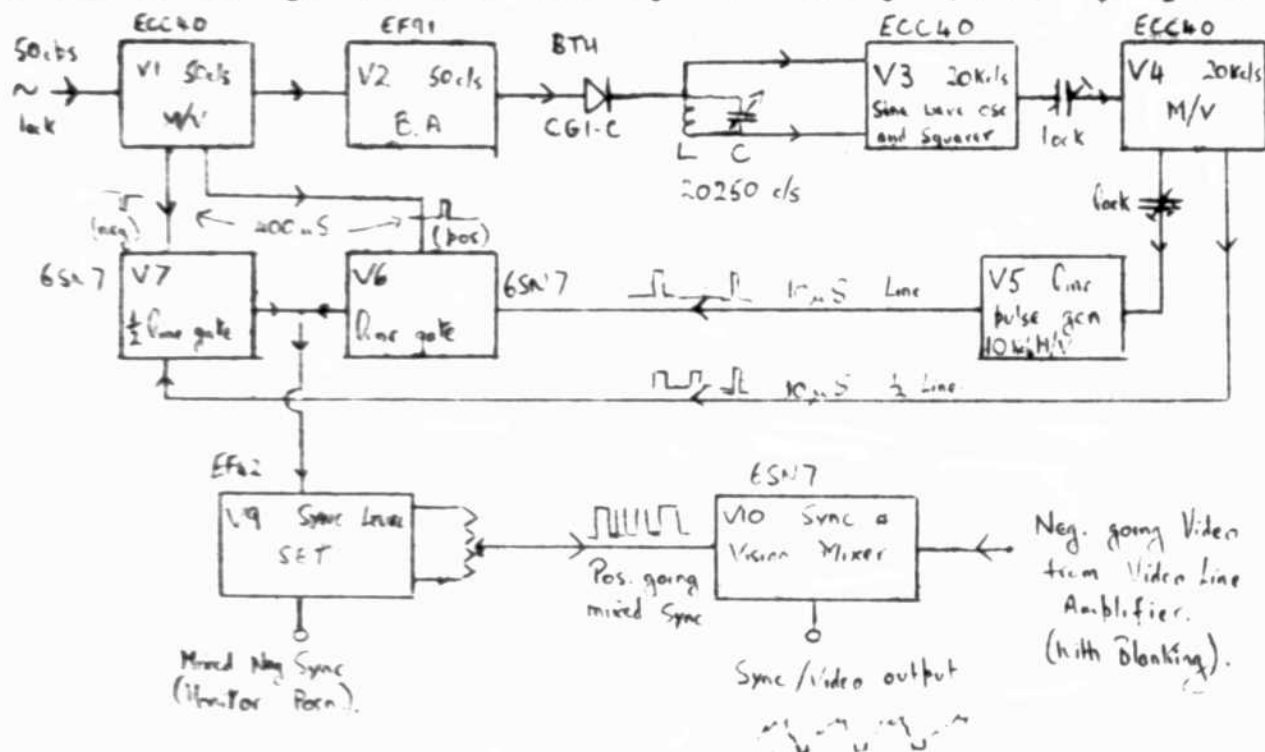 ECC40
EF91
BTH
ECC40
ECC40
50cbs
~
lock
V1 50c/s
M/V
V2 50c/s
B.A
CG1-C
L C
20250 c/s
V3 20Kc/s
Sine wave osc
and Squarer
lock
V4 20Kc/s
M/V
(neg)
400 µS
(pos)
lock
6SN7
V7
½ line gate
V6
line gate
6SN7
10µS Line
V5 Line
pulse gen
10 Kc/s M/V
10µS ½ Line
EF42
V9 Sync Level
SET
6SN7
V10 Sync &
Vision Mixer
Pos. going
mixed Sync
Neg. going Video
from Video Line
Amplifier.
(with Blanking).
Mixed Neg Sync
(Monitor
Sync/Video output